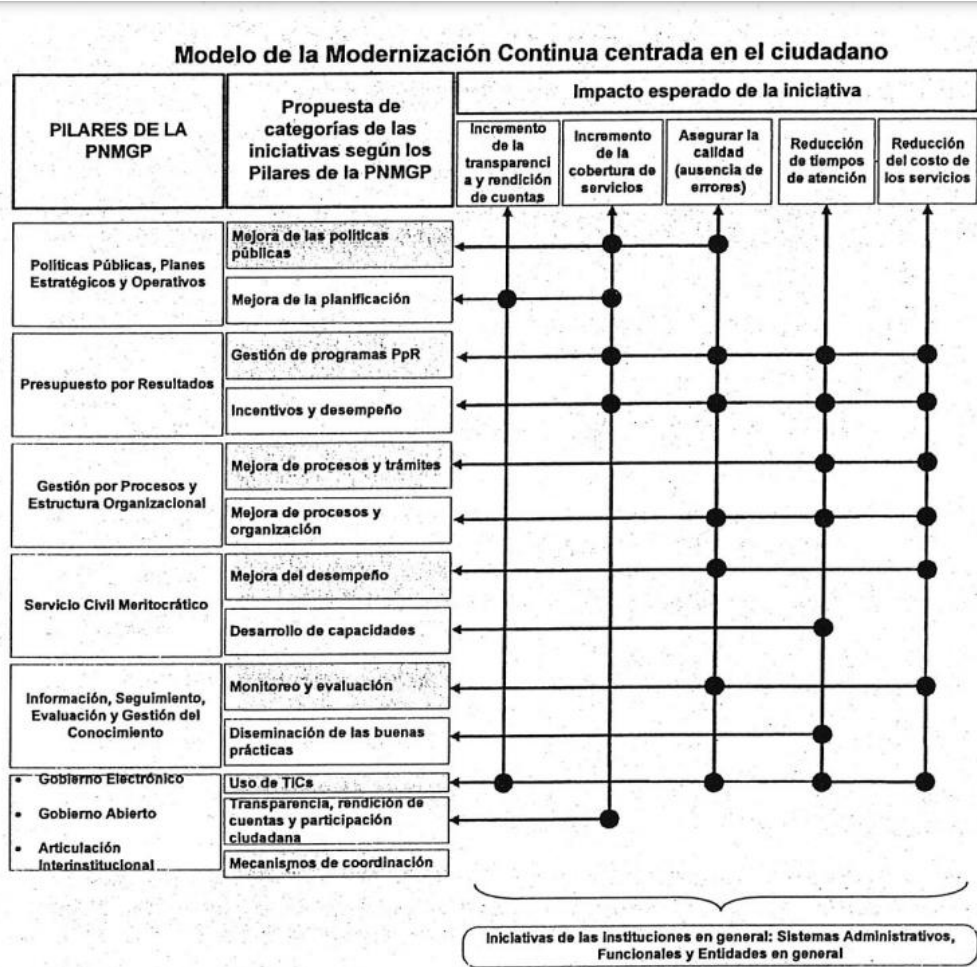 Modelo de la Modernización Continua centrada en el ciudadano
PILARES DE LA
PNMGP
Propuesta de
categorías de las
iniciativas según los
Pilares de la PNMGP
Impacto esperado de la iniciativa
Incremento
de la
transparenci
a y rendición
de cuentas
Incremento
de la
cobertura de
servicios
Asegurar la
calidad
(ausencia de
errores)
Reducción
de tiempos
de atención
Reducción
del costo de
los servicios
Políticas Públicas, Planes
Estratégicos y Operativos
Mejora de las políticas
públicas
Mejora de la planificación
Presupuesto por Resultados
Gestión de programas PpR
Incentivos y desempeño
Gestión por Procesos y
Estructura Organizacional
Mejora de procesos y trámites
Mejora de procesos y
organización
Servicio Civil Meritocrático
Mejora del desempeño
Desarrollo de capacidades
Información, Seguimiento,
Evaluación y Gestión del
Conocimiento
Monitoreo y evaluación
Diseminación de las buenas
prácticas
• Gobierno Electrónico
• Gobierno Abierto
• Articulación
Interinstitucional
Uso de TICs
Transparencia, rendición de
cuentas y participación
ciudadana
Mecanismos de coordinación
Iniciativas de las Instituciones en general: Sistemas Administrativos,
Funcionales y Entidades en general